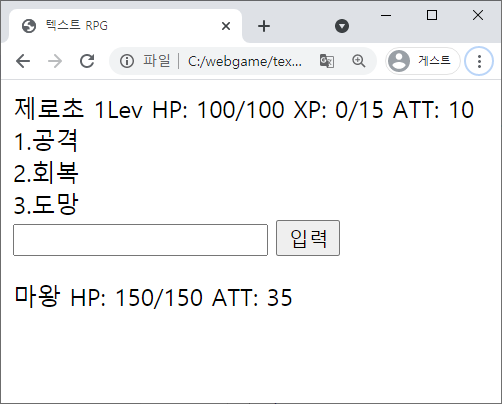 텍스트 RPG
파일 C:/webgame/tex... 게스트
제로초 1Lev HP: 100/100 XP: 0/15 ATT: 10
1.공격
2.회복
3.도망
입력
마왕 HP: 150/150 ATT: 35